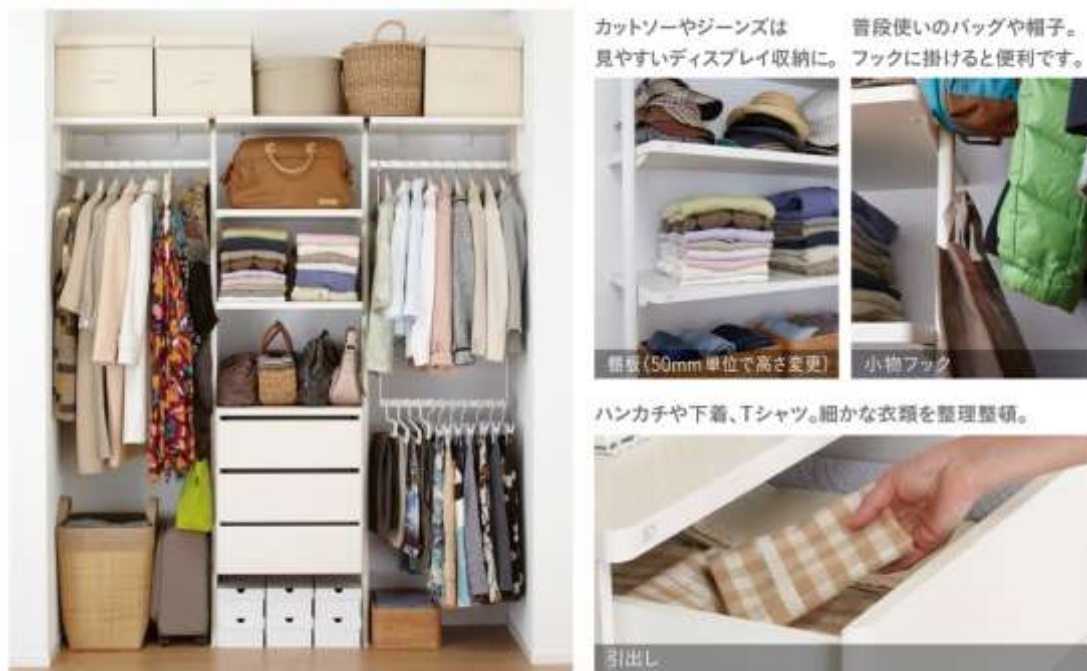 カットソーやジーンズは
見やすいディスプレイ収納に。
普段使いのバッグや帽子。
フックに掛けると便利です。
棚板(50mm単位で高さ変更)
小物フック
ハンカチや下着、Tシャツ。細かな衣類を整理整頓。
引出し